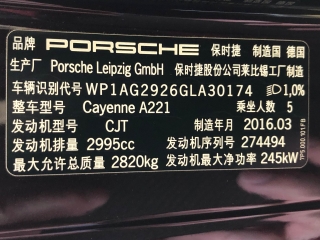 品牌 PORSCHE 保时捷 制造国 德国
生产厂 Porsche Leipzig GmbH 保时捷股份公司莱比锡工厂制造
车辆识别代号 WP1AG2926GLA30174 1,0%
整车型号 Cayenne A221 乘坐人数 5
发动机型号 CJT 制造年月 2016.03
发动机排量 2995cc 发动机序列号 274494
最大允许总质量 2820kg 发动机最大净功率 245kW
7P5.000.101FB